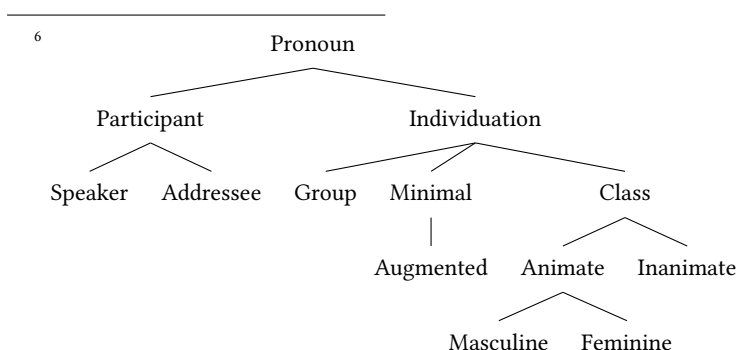 6 Pronoun
Participant Individuation
Speaker Addressee Group Minimal Class
Augmented Animate Inanimate
Masculine Feminine